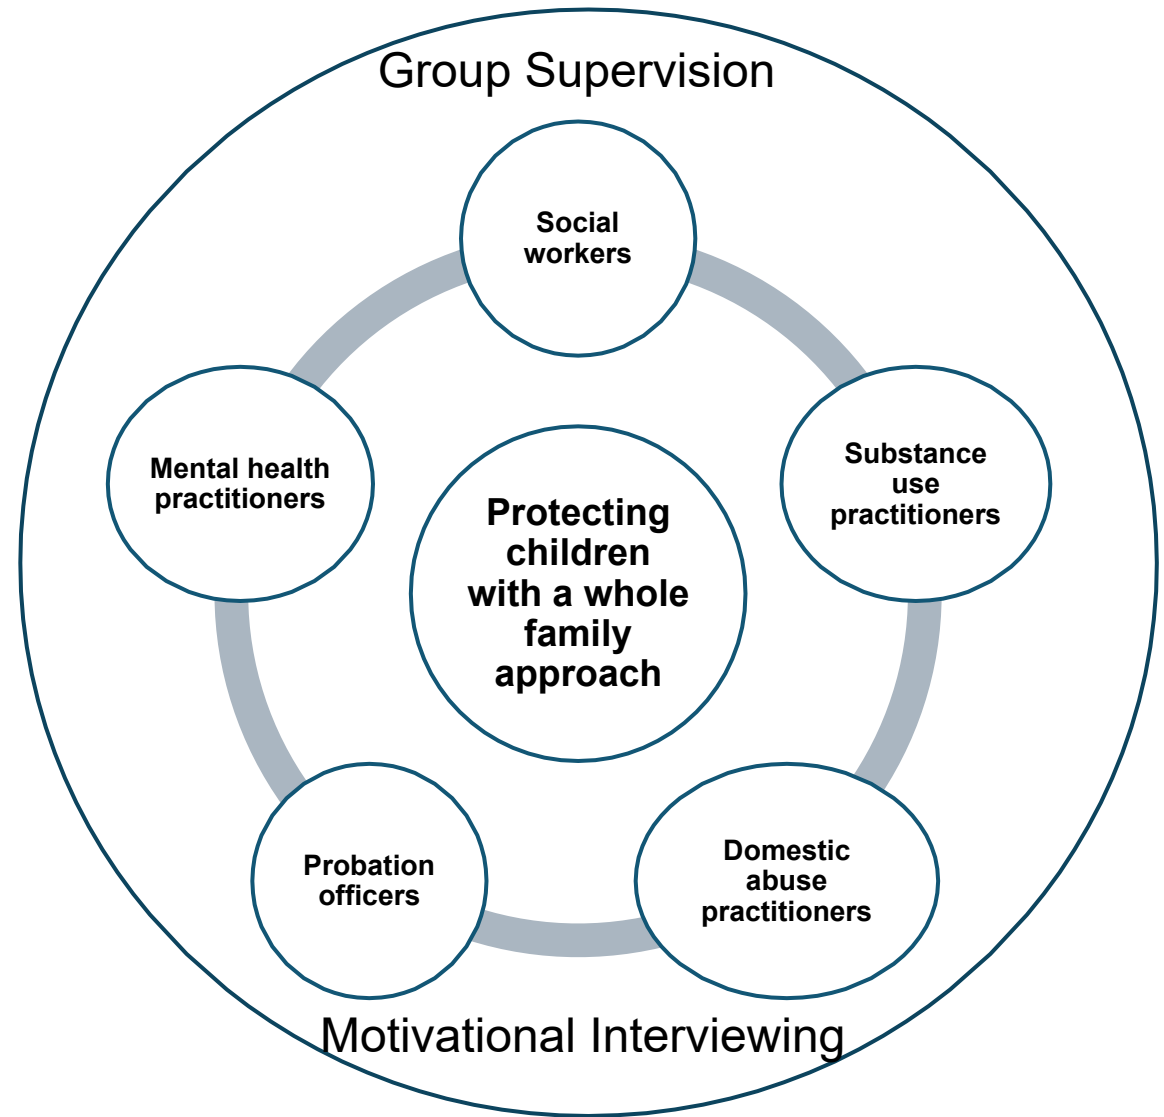 Group Supervision
Social
workers
Mental health
practitioners
Substance
use
practitioners
Protecting
children
with a whole
family
approach
Probation
officers
Domestic
abuse
practitioners
Motivational Interviewing